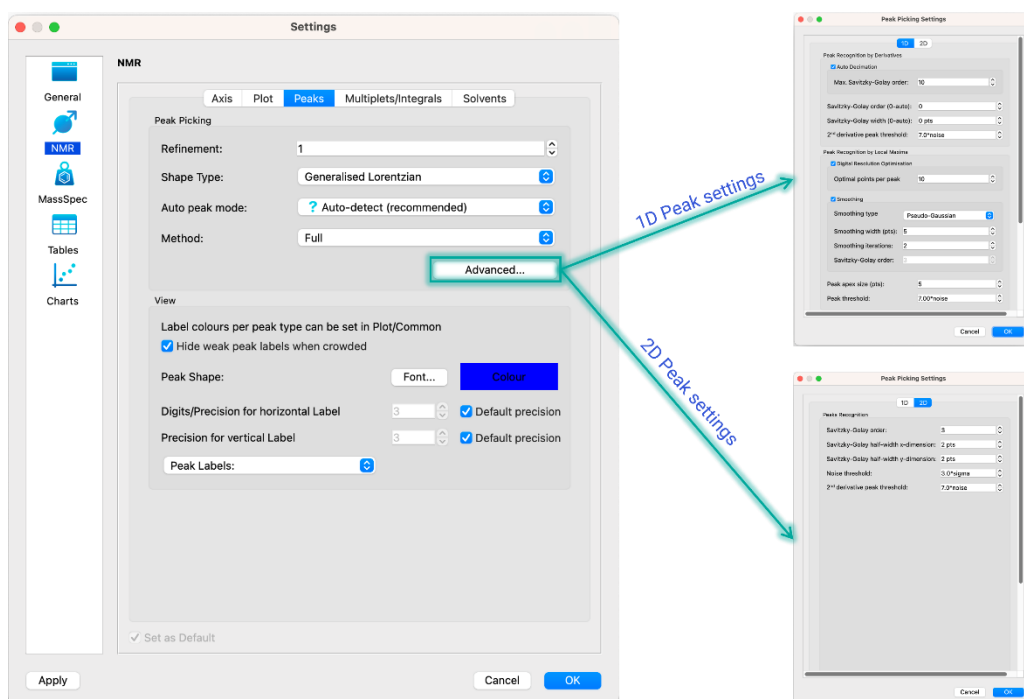 Settings
General
NMR
MassSpec
Tables
Charts
NMR
Axis Plot Peaks Multiplets/Integrals Solvents
Peak Picking
Refinement: 1
Shape Type: Generalised Lorentzian
Auto peak mode: ? Auto-detect (recommended)
Method: Full
Advanced...
View
Label colours per peak type can be set in Plot/Common
Hide weak peak labels when crowded
Peak Shape: Font... Colour
Digits/Precision for horizontal Label 3 Default precision
Precision for vertical Label 3 Default precision
Peak Labels:
Set as Default
Apply Cancel OK
1D Peak settings
2D Peak settings
Peak Picking Settings
1D 2D
Peak Recognition by Derivatives
Auto Decimation
Max. Savitzky-Golay order: 10
Savitzky-Golay order (0-auto): 0
Savitzky-Golay width (0-auto): 0 pts
2nd derivative peak threshold: 7.0*noise
Peak Recognition by Local Maxima
Digital Resolution Optimisation
Optimal points per peak 10
Smoothing
Smoothing type Pseudo-Gaussian
Smoothing width (pts): 5
Smoothing iterations: 2
Savitzky-Golay order: 3
Peak apex size (pts): 5
Peak threshold: 7.00*noise
Cancel OK
Peak Picking Settings
1D 2D
Peaks Recognition
Savitzky-Golay order: 3
Savitzky-Golay half-width x-dimension: 2 pts
Savitzky-Golay half-width y-dimension: 2 pts
Noise threshold: 3.0*sigma
2nd derivative peak threshold: 7.0*noise
Cancel OK